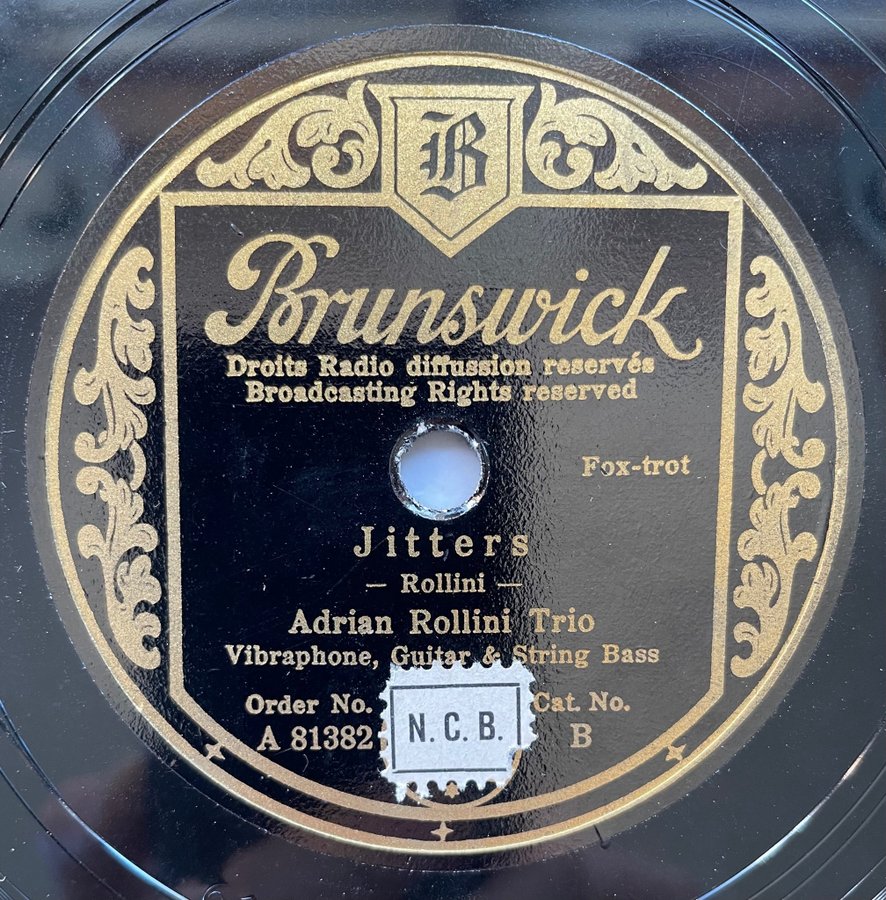 B
Brunswick
Droits Radio diffussion reservés
Broadcasting Rights reserved
Fox-trot
Jitters
— Rollini —
Adrian Rollini Trio
Vibraphone, Guitar & String Bass
Order No. Cat. No.
A 81382 B
N. C. B.